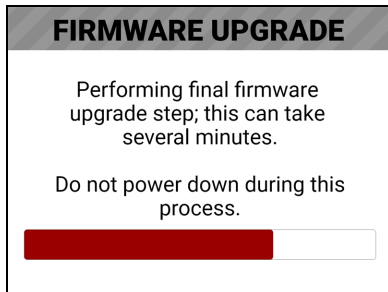 FIRMWARE UPGRADE
Performing final firmware
upgrade step; this can take
several minutes.
Do not power down during this
process.